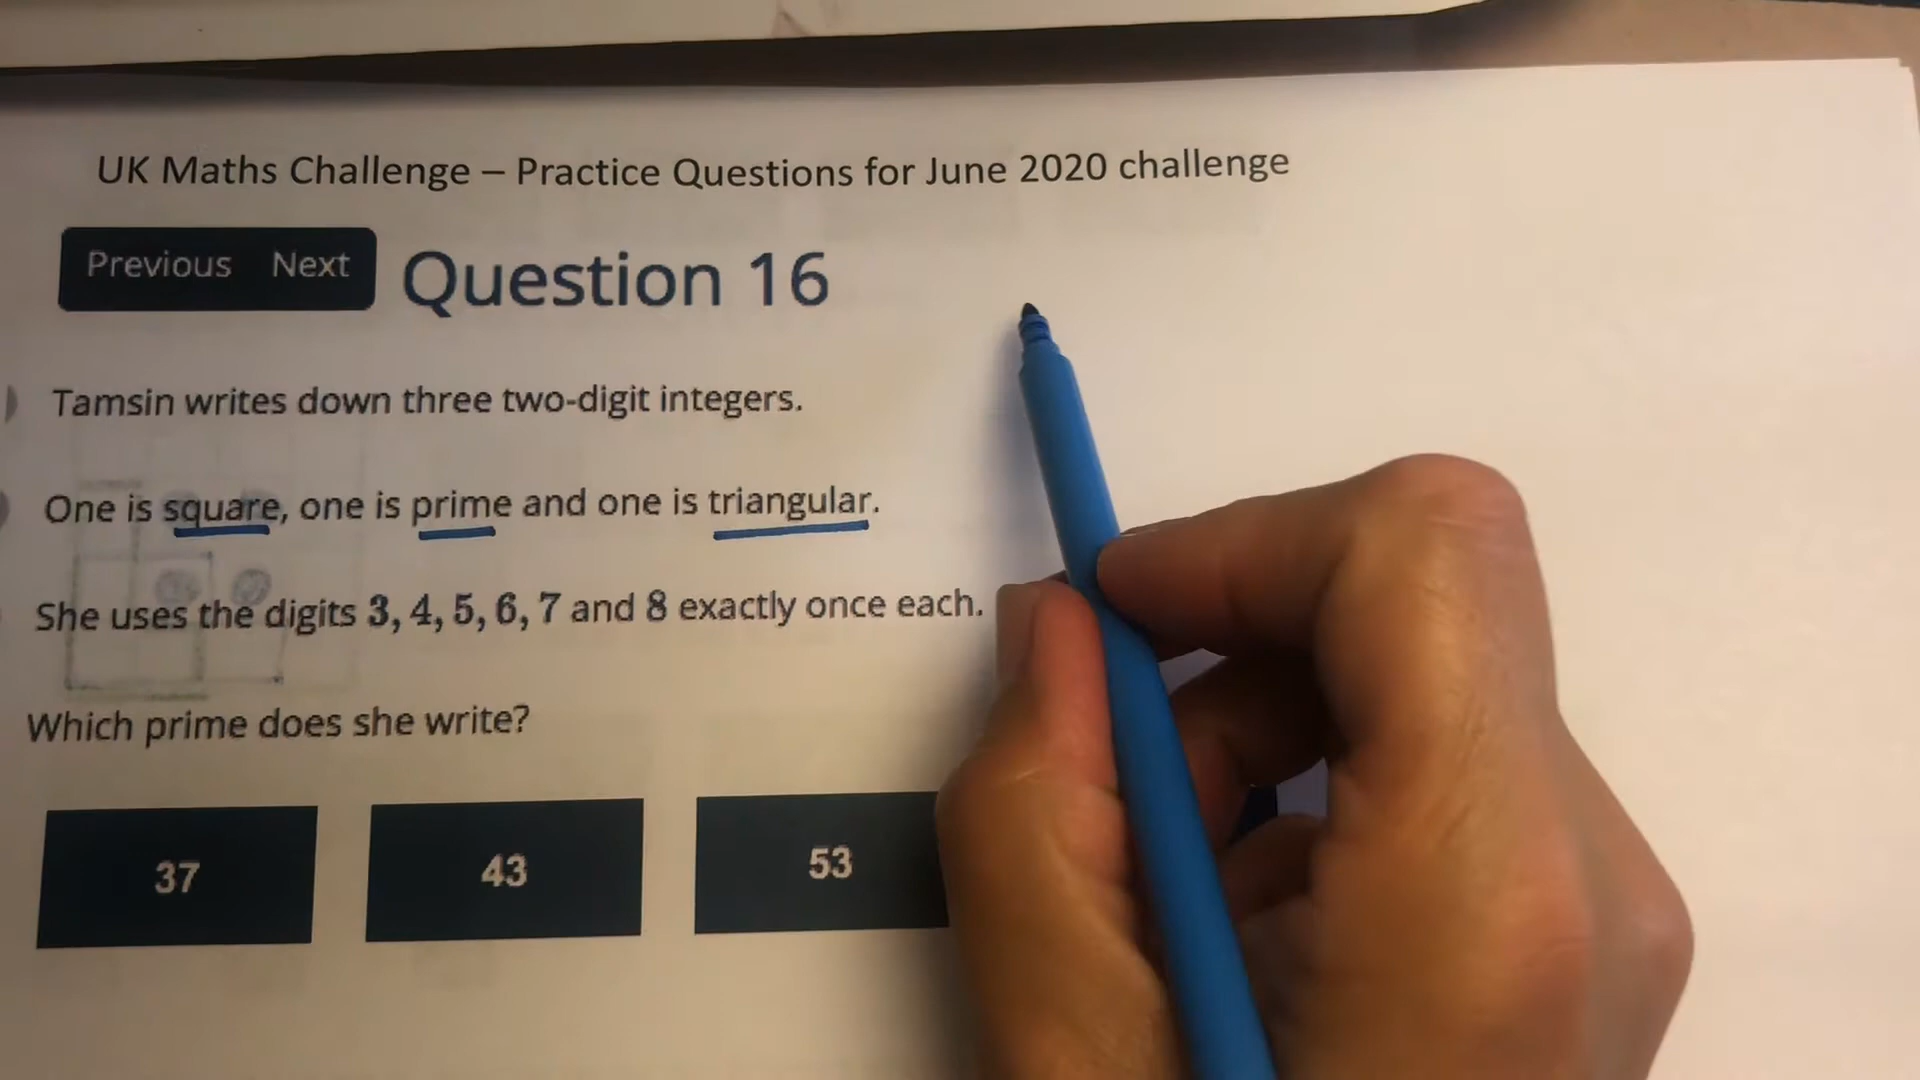 UK Maths Challenge – Practice Questions for June 2020 challenge
Previous Next Question 16
Tamsin writes down three two-digit integers.
One is square, one is prime and one is triangular.
She uses the digits 3, 4, 5, 6, 7 and 8 exactly once each.
Which prime does she write?
37 43 53